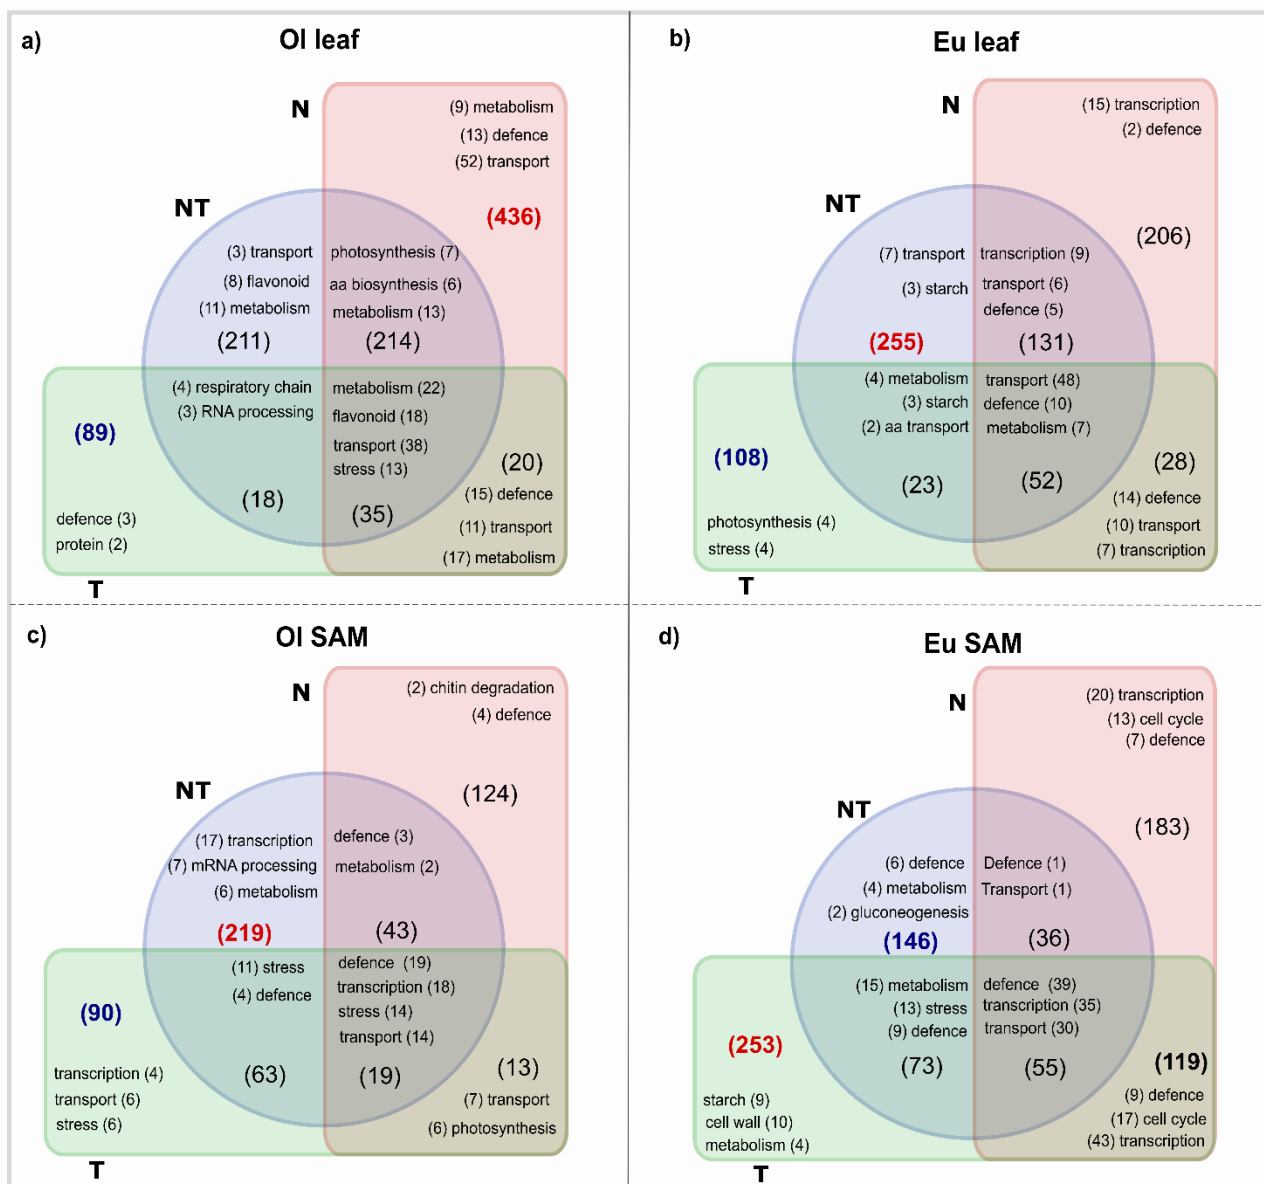 a)
Ol leaf
N
(9) metabolism
(13) defence
(52) transport
(436)
NT
(3) transport
(8) flavonoid
(11) metabolism
(211)
photosynthesis (7)
aa biosynthesis (6)
metabolism (13)
(214)
(4) respiratory chain
(3) RNA processing
(18)
metabolism (22)
flavonoid (18)
transport (38)
stress (13)
(35)
(89)
defence (3)
protein (2)
T
(20)
(15) defence
(11) transport
(17) metabolism
b)
Eu leaf
N
(15) transcription
(2) defence
(206)
NT
(7) transport
(3) starch
(255)
transcription (9)
transport (6)
defence (5)
(131)
(4) metabolism
(3) starch
(2) aa transport
(23)
transport (48)
defence (10)
metabolism (7)
(52)
(108)
photosynthesis (4)
stress (4)
T
(28)
(14) defence
(10) transport
(7) transcription
c)
Ol SAM
N
(2) chitin degradation
(4) defence
(124)
NT
(17) transcription
(7) mRNA processing
(6) metabolism
(219)
defence (3)
metabolism (2)
(43)
(11) stress
(4) defence
(63)
defence (19)
transcription (18)
stress (14)
transport (14)
(19)
(90)
transcription (4)
transport (6)
stress (6)
T
(13)
(7) transport
(6) photosynthesis
d)
Eu SAM
N
(20) transcription
(13) cell cycle
(7) defence
(183)
NT
(6) defence
(4) metabolism
(2) gluconeogenesis
(146)
Defence (1)
Transport (1)
(36)
(15) metabolism
(13) stress
(9) defence
(73)
defence (39)
transcription (35)
transport (30)
(55)
(253)
starch (9)
cell wall (10)
metabolism (4)
T
(119)
(9) defence
(17) cell cycle
(43) transcription